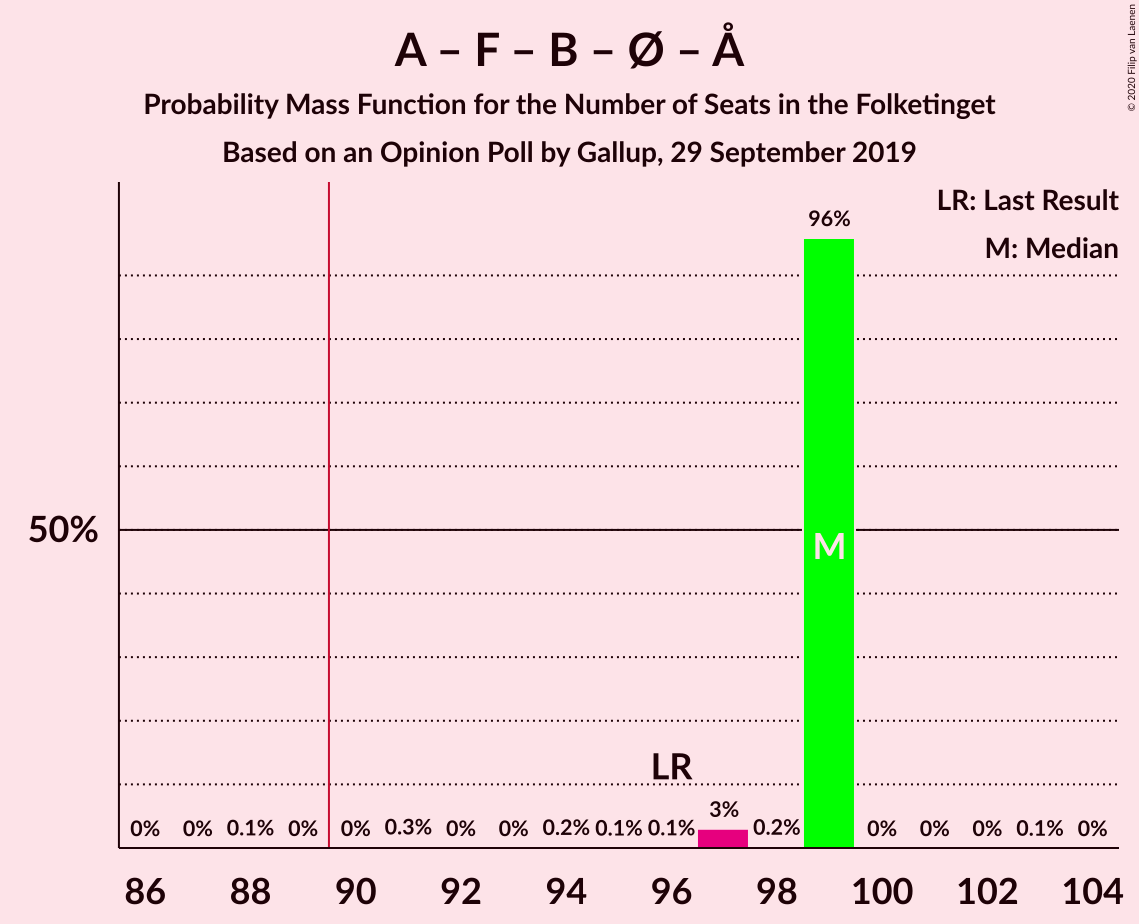 A – F – B – Ø – Å
Probability Mass Function for the Number of Seats in the Folketinget
Based on an Opinion Poll by Gallup, 29 September 2019
© 2020 Filip van Laenen
LR: Last Result
M: Median
96%
50%
M
LR
0% 0% 0.1% 0% 0% 0.3% 0% 0% 0.2% 0.1% 0.1% 3% 0.2% 0% 0% 0% 0.1% 0%
86 88 90 92 94 96 98 100 102 104